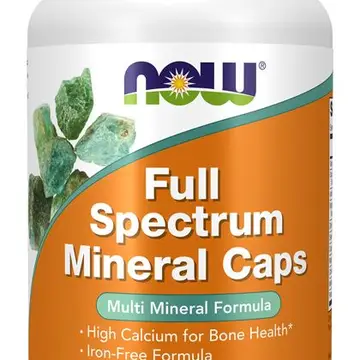 NOW®
Full
Spectrum
Mineral Caps
Multi Mineral Formula
• High Calcium for Bone Health*
• Iron-Free Formula